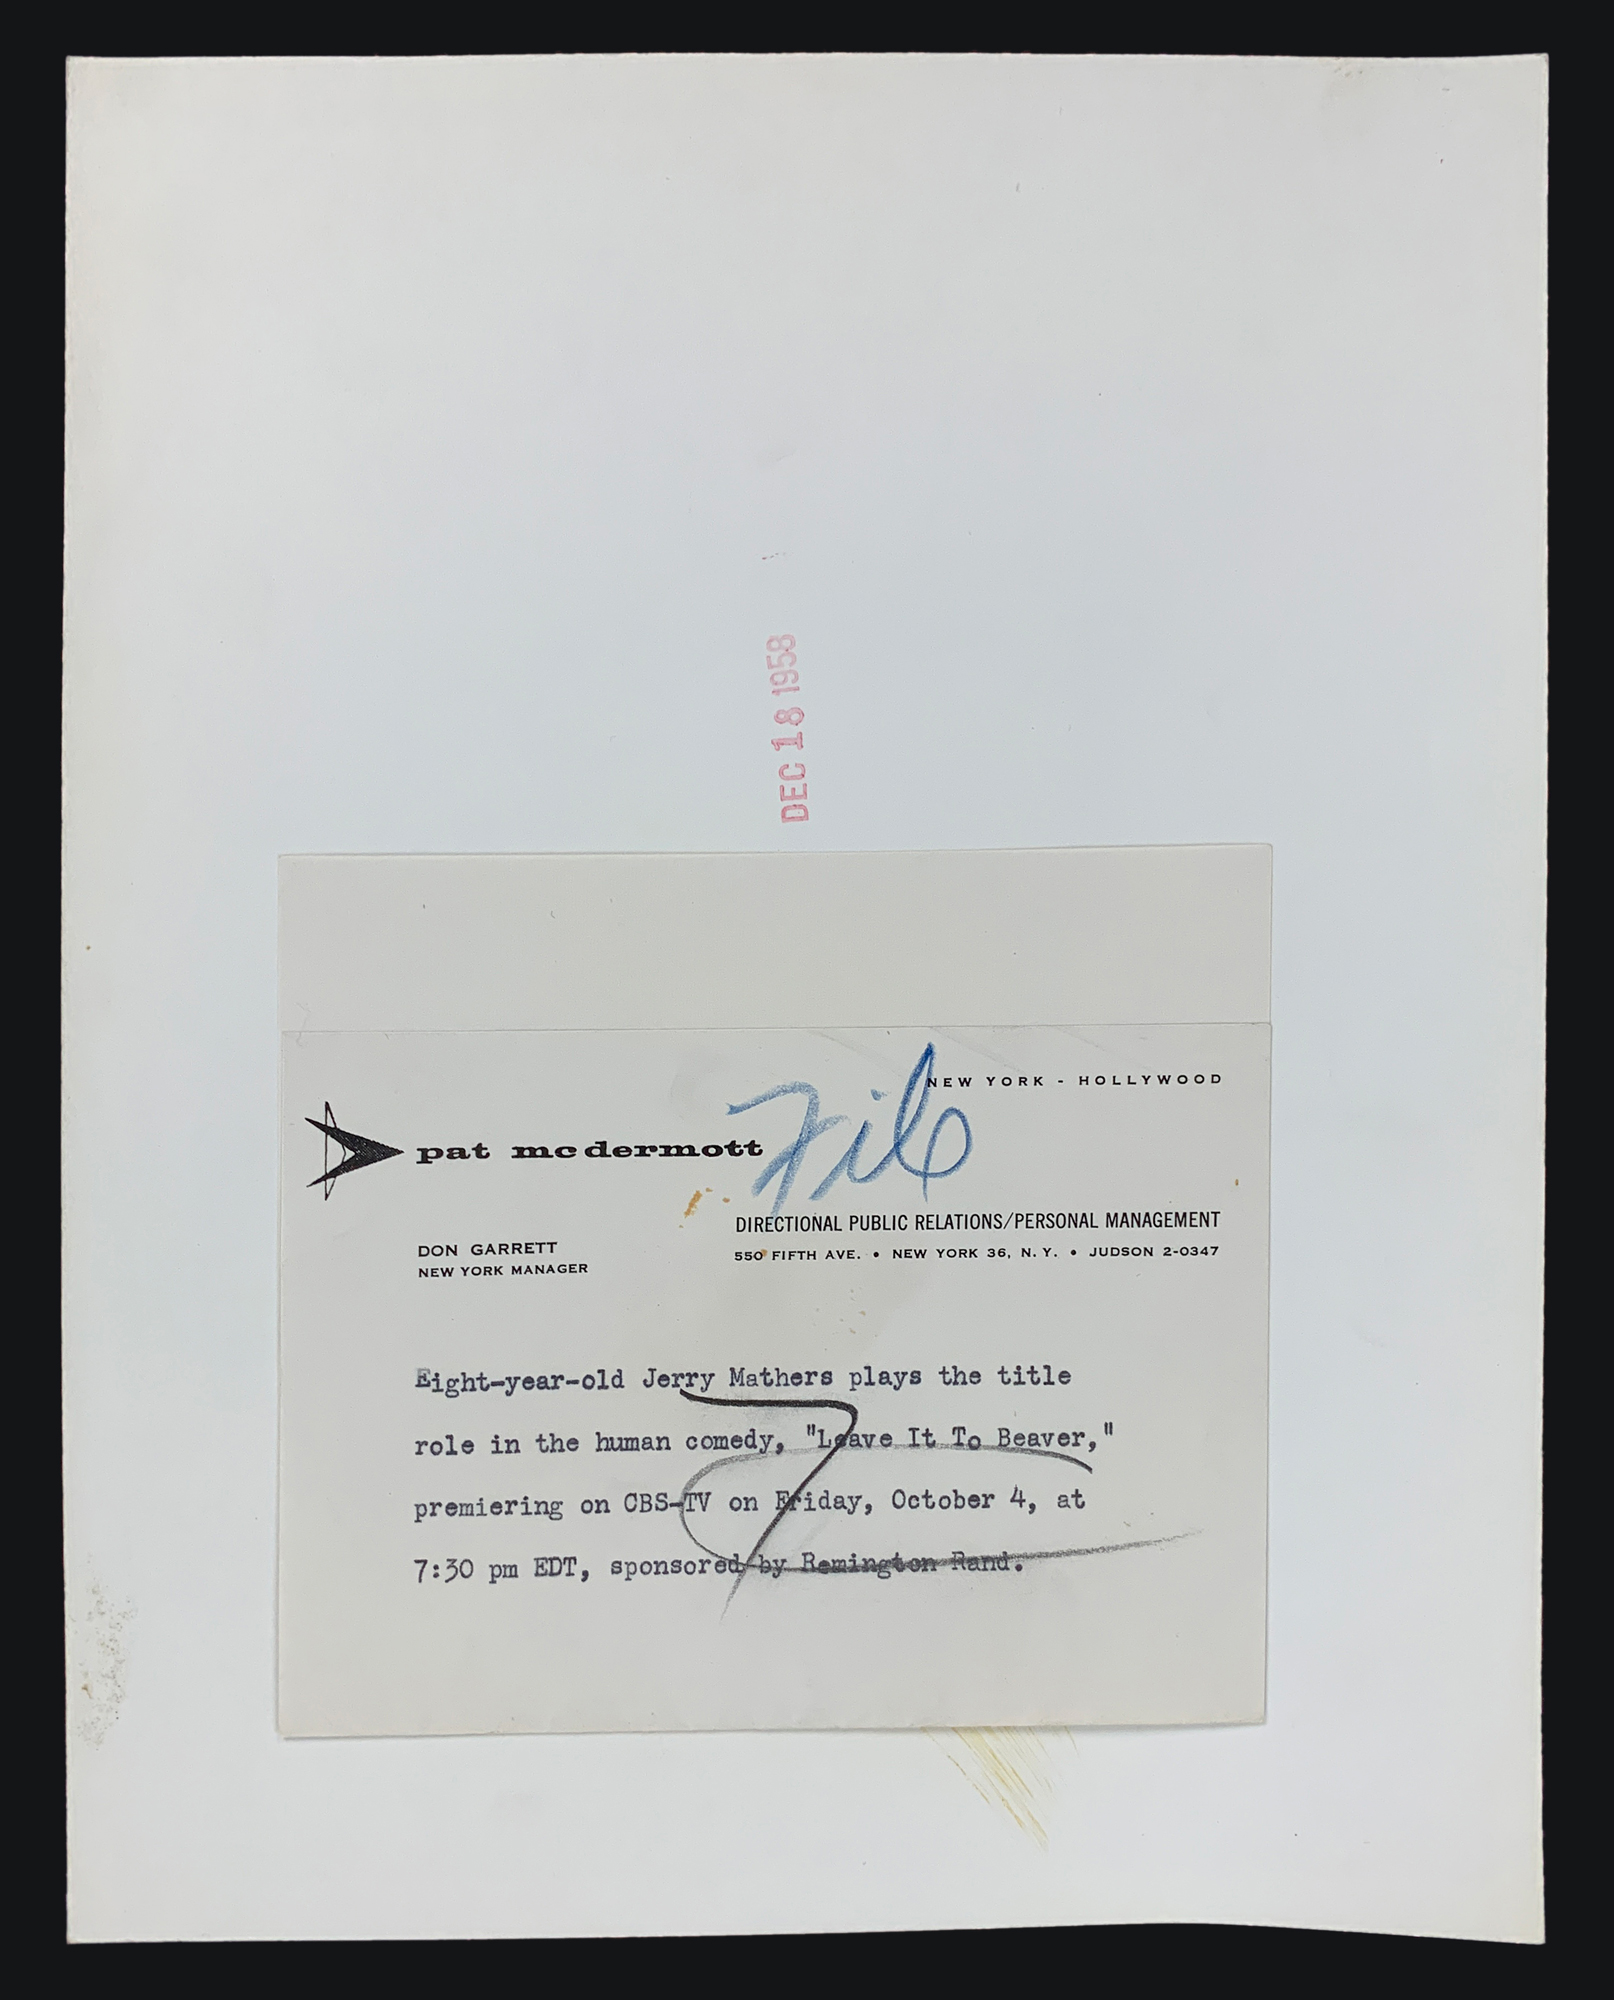 DEC 18 1958
NEW YORK - HOLLYWOOD
File
pat mcdermott
DIRECTIONAL PUBLIC RELATIONS/PERSONAL MANAGEMENT
550 FIFTH AVE. • NEW YORK 36, N. Y. • JUDSON 2-0347
DON GARRETT
NEW YORK MANAGER
Eight-year-old Jerry Mathers plays the title
role in the human comedy, "Leave It To Beaver,"
premiering on CBS-TV on Friday, October 4, at
7:30 pm EDT, sponsored by Remington Rand.